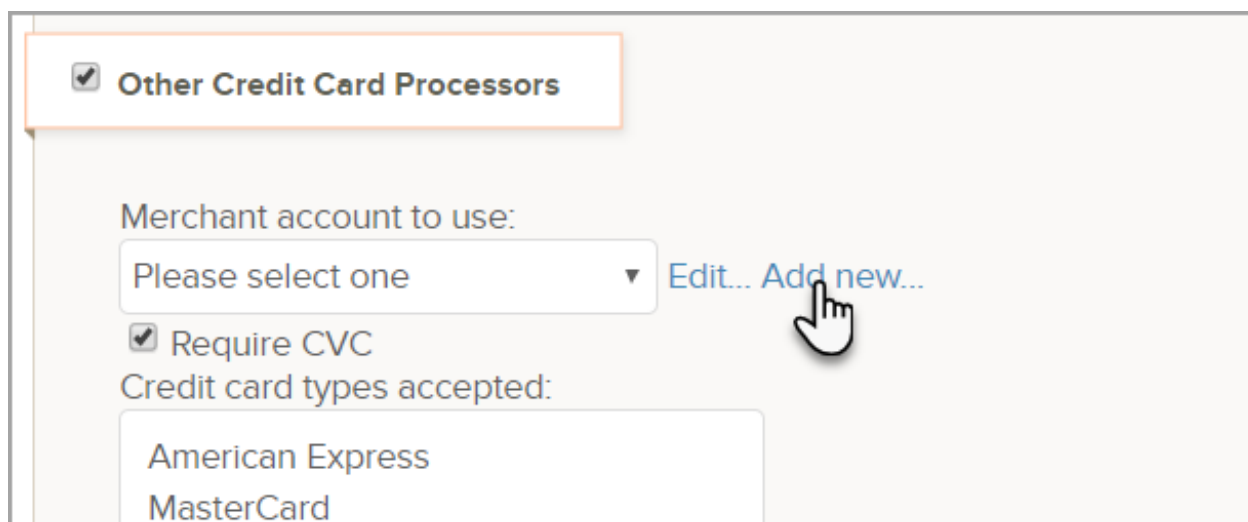 Other Credit Card Processors
Merchant account to use:
Please select one Edit... Add new...
Require CVC
Credit card types accepted:
American Express
MasterCard